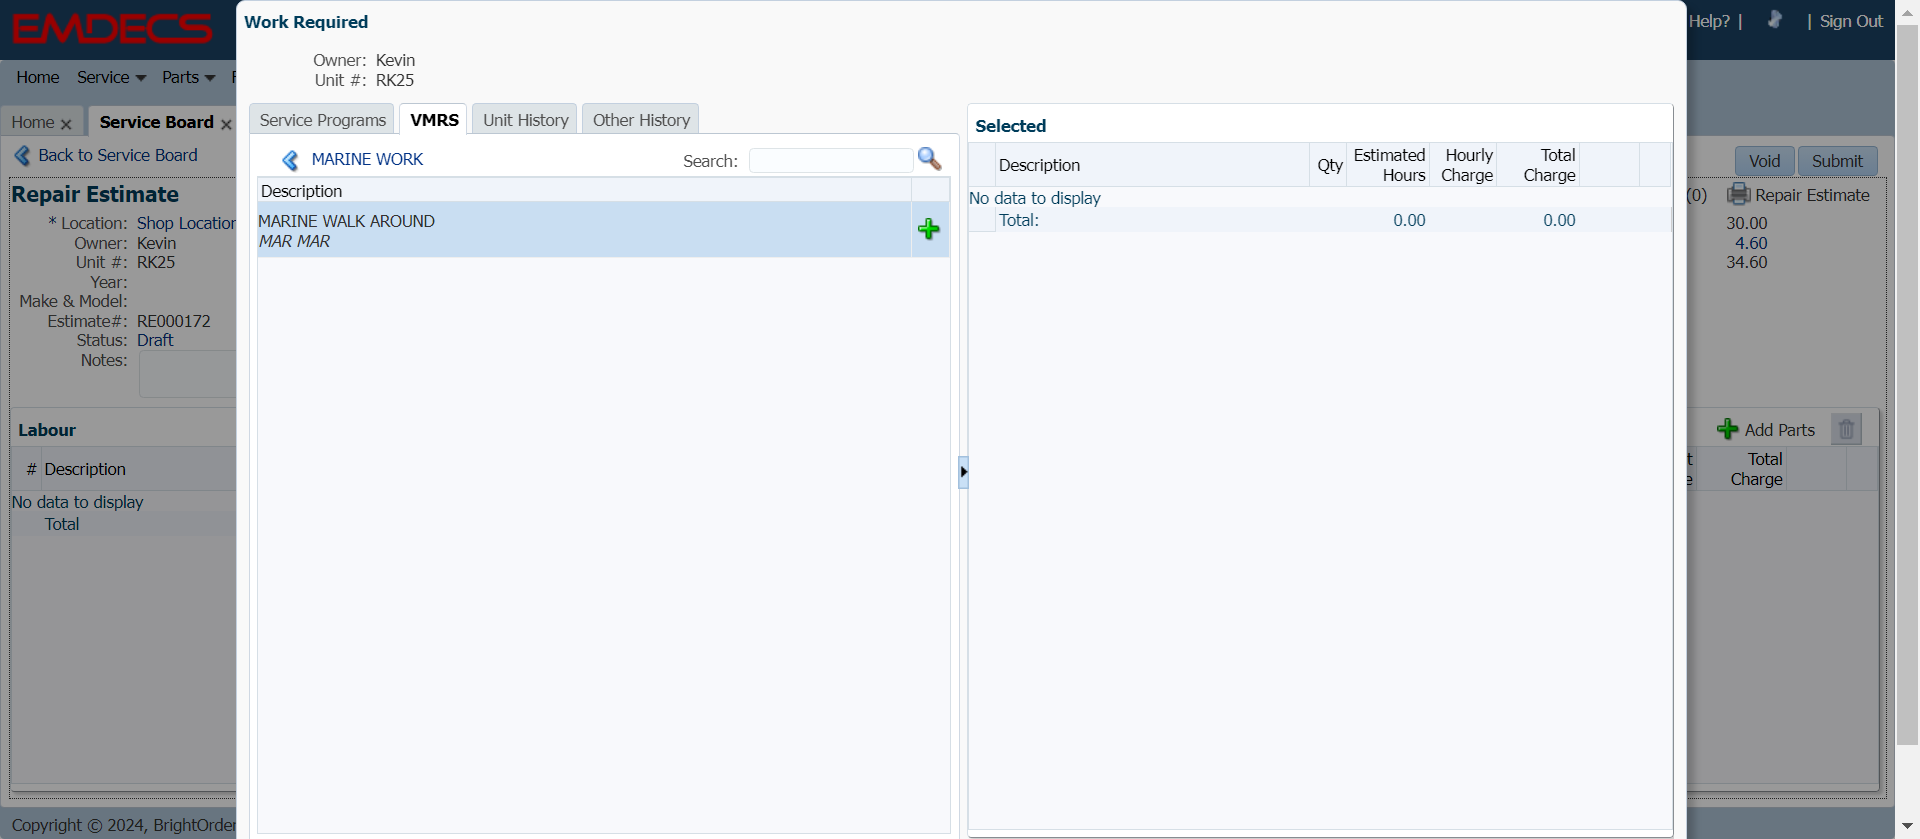 EMDECS
Help? |
| Sign Out
Home Service Parts
Home
Service Board
Back to Service Board
Void Submit
Repair Estimate
(0) Repair Estimate
* Location: Shop Location
Owner: Kevin
Unit #: RK25
Year:
Make & Model:
Estimate#: RE000172
Status: Draft
Notes:
30.00
4.60
34.60
Labour
# Description
No data to display
Total
Add Parts
Total
Charge
Copyright © 2024, BrightOrder
Work Required
Owner: Kevin
Unit #: RK25
Service Programs VMRS Unit History Other History
MARINE WORK Search:
Description
MARINE WALK AROUND
MAR MAR
Selected
Description Qty Estimated Hours Hourly Charge Total Charge
No data to display
Total: 0.00 0.00